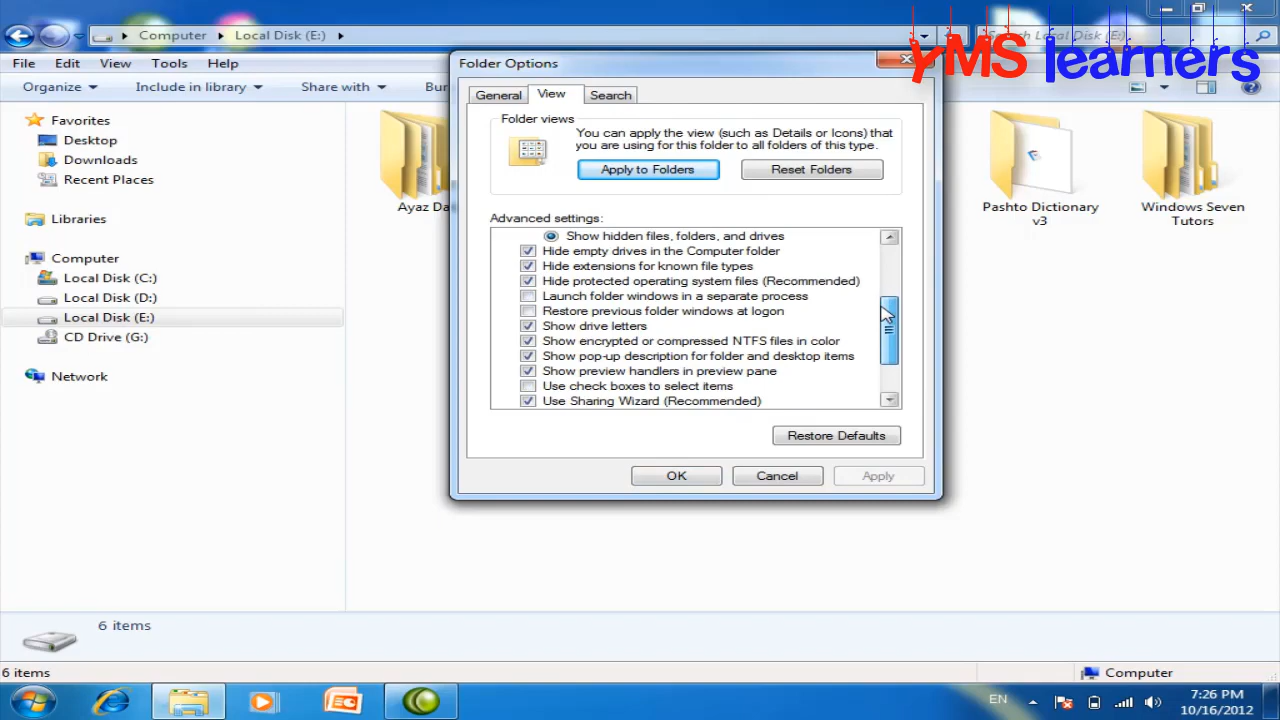 Computer ▸ Local Disk (E:) ▸
Search Local Disk (E:)
YMS learners
File Edit View Tools Help
Organize Include in library Share with Bur
Favorites
Desktop
Downloads
Recent Places
Libraries
Computer
Local Disk (C:)
Local Disk (D:)
Local Disk (E:)
CD Drive (G:)
Network
Ayaz Da
Pashto Dictionary
v3
Windows Seven
Tutors
Folder Options
General View Search
Folder views
You can apply the view (such as Details or Icons) that
you are using for this folder to all folders of this type.
Apply to Folders Reset Folders
Advanced settings:
Show hidden files, folders, and drives
Hide empty drives in the Computer folder
Hide extensions for known file types
Hide protected operating system files (Recommended)
Launch folder windows in a separate process
Restore previous folder windows at logon
Show drive letters
Show encrypted or compressed NTFS files in color
Show pop-up description for folder and desktop items
Show preview handlers in preview pane
Use check boxes to select items
Use Sharing Wizard (Recommended)
Restore Defaults
OK Cancel Apply
6 items
6 items
Computer
EN
7:26 PM
10/16/2012